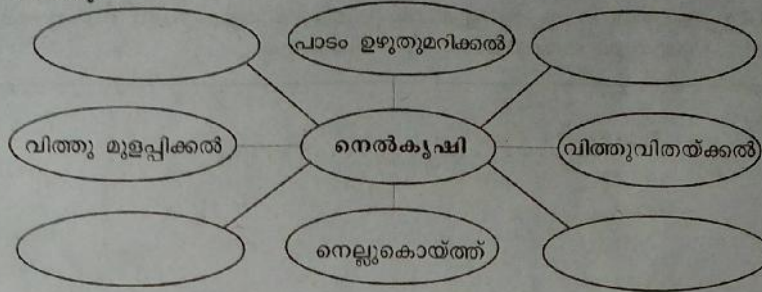 പാടം ഉഴുതുമറിക്കൽ
വിത്തു മുളപ്പിക്കൽ
നെൽകൃഷി
വിത്തുവിതയ്ക്കൽ
നെല്ലുകൊയ്ത്ത്